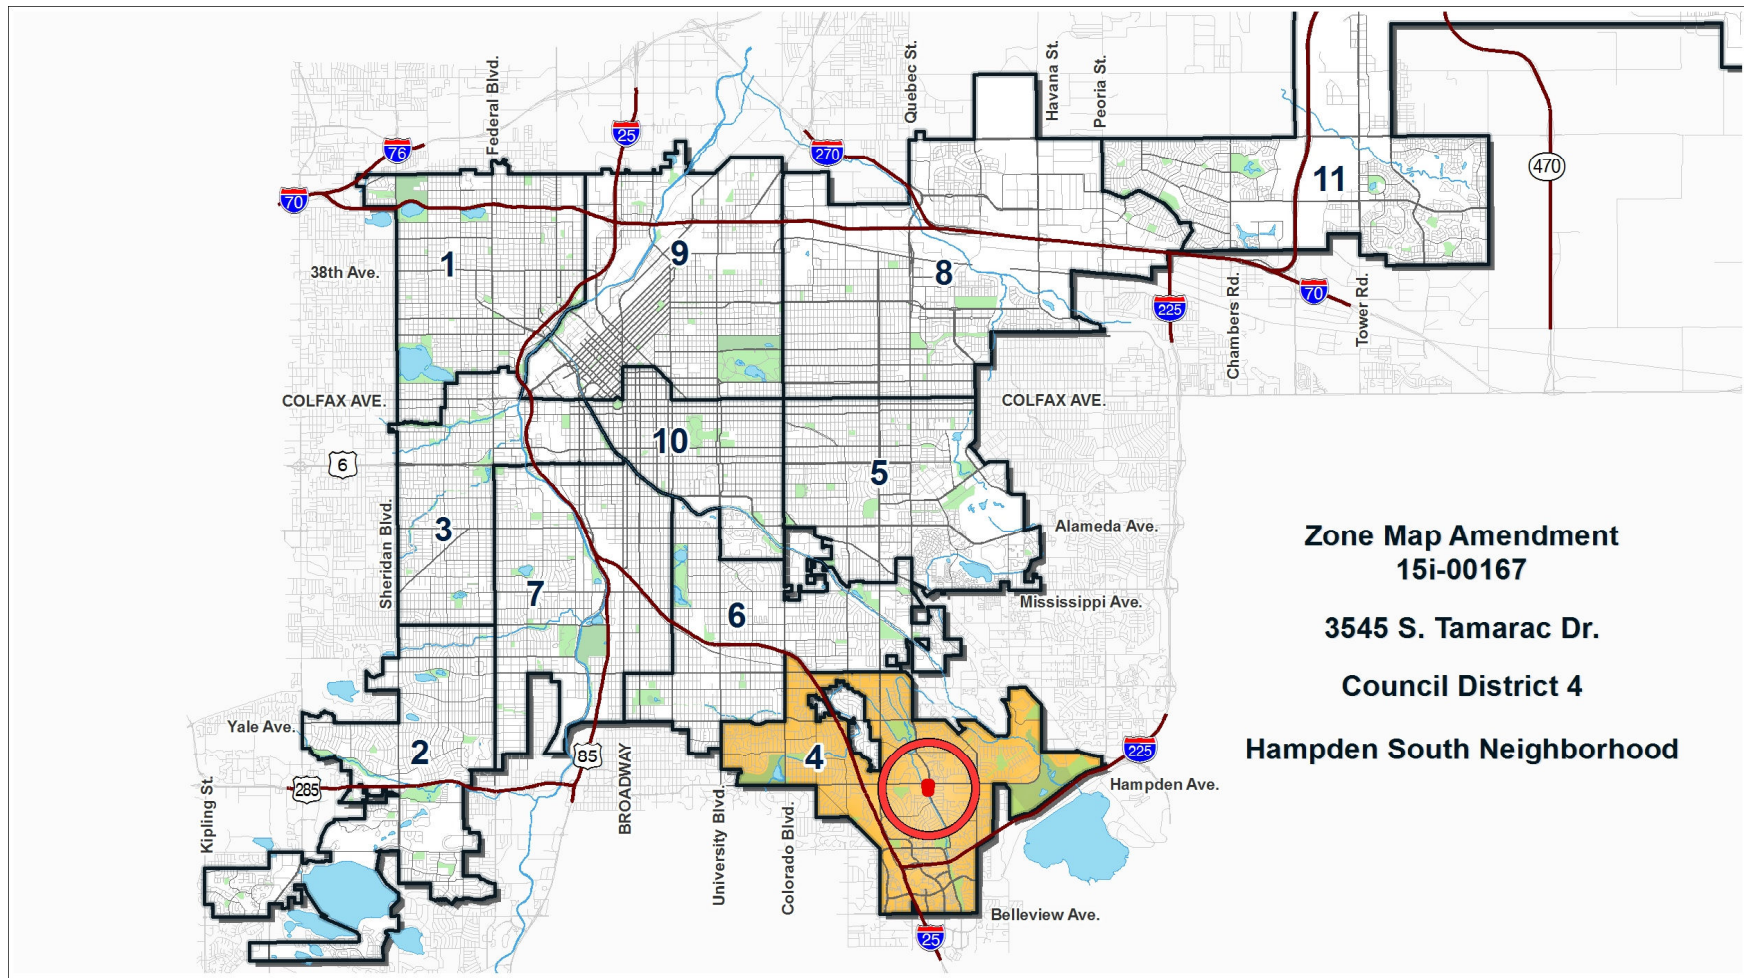 Federal Blvd.
Quebec St.
Havana St.
Peoria St.
76
25
270
70
470
11
1
9
8
38th Ave.
225
70
Chambers Rd.
Tower Rd.
COLFAX AVE.
COLFAX AVE.
10
6
5
Sheridan Blvd.
3
Alameda Ave.
7
6
Mississippi Ave.
Zone Map Amendment
15i-00167
3545 S. Tamarac Dr.
Council District 4
Hampden South Neighborhood
Yale Ave.
2
85
4
225
285
Hampden Ave.
Kipling St.
BROADWAY
University Blvd.
Colorado Blvd.
Belleview Ave.
25